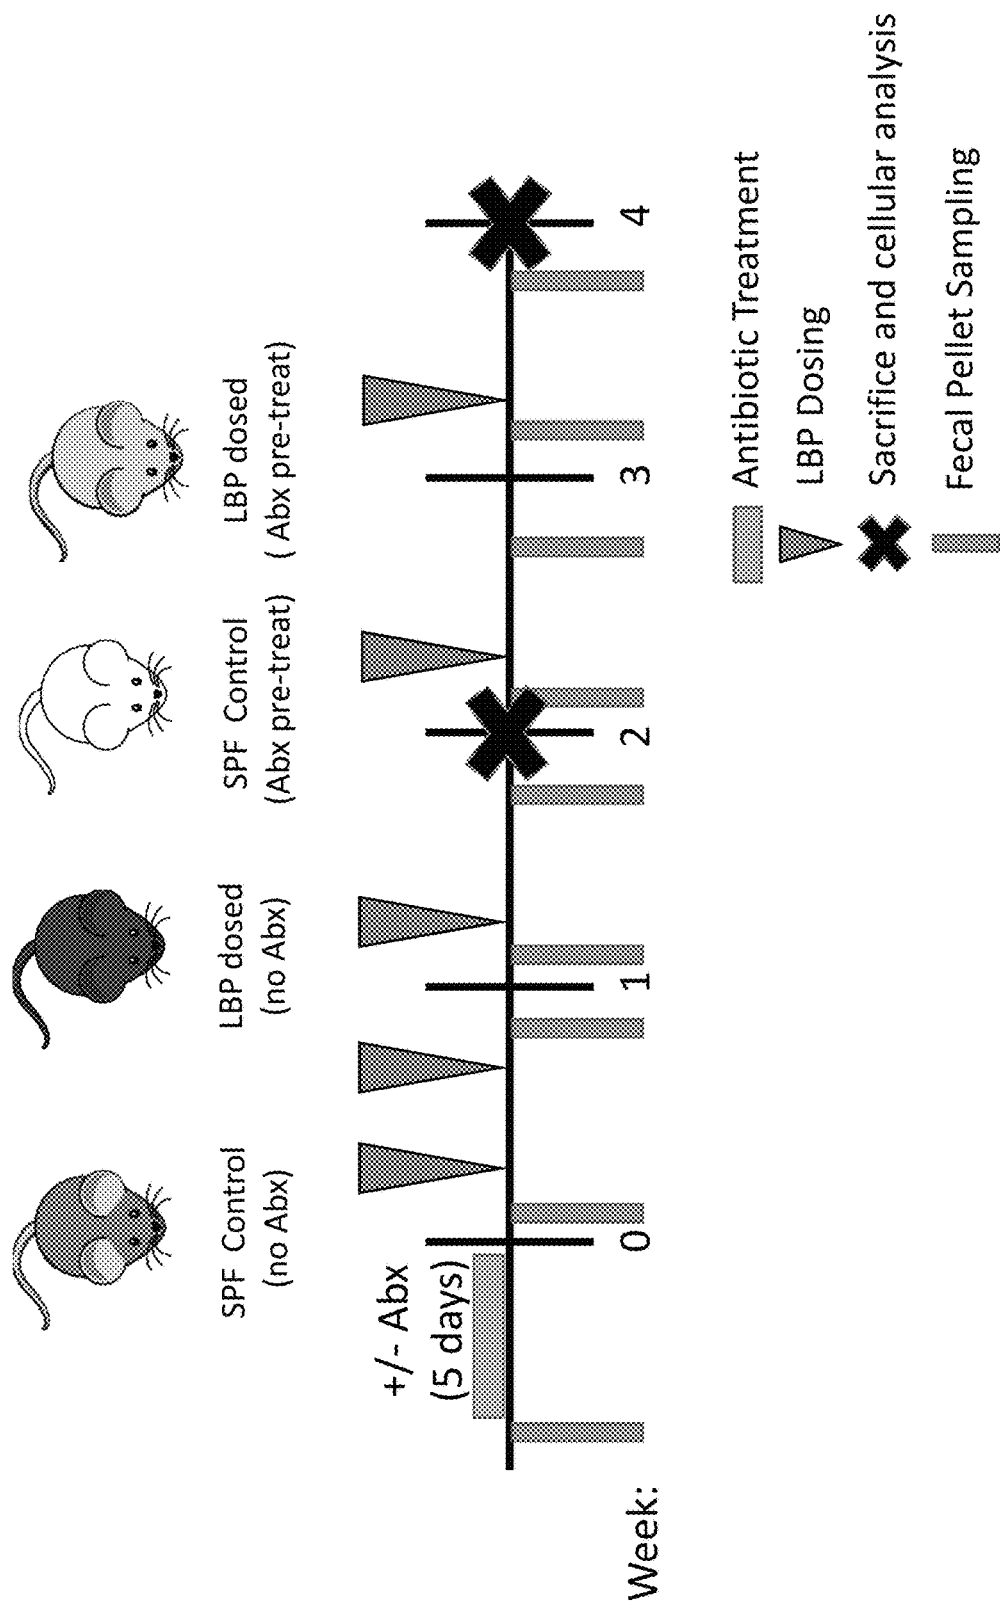 SPF Control
(no Abx)
LBP dosed
(no Abx)
SPF Control
(Abx pre-treat)
LBP dosed
( Abx pre-treat)
+/- Abx
(5 days)
Week:
0
1
2
3
4
Antibiotic Treatment
LBP Dosing
Sacrifice and cellular analysis
Fecal Pellet Sampling